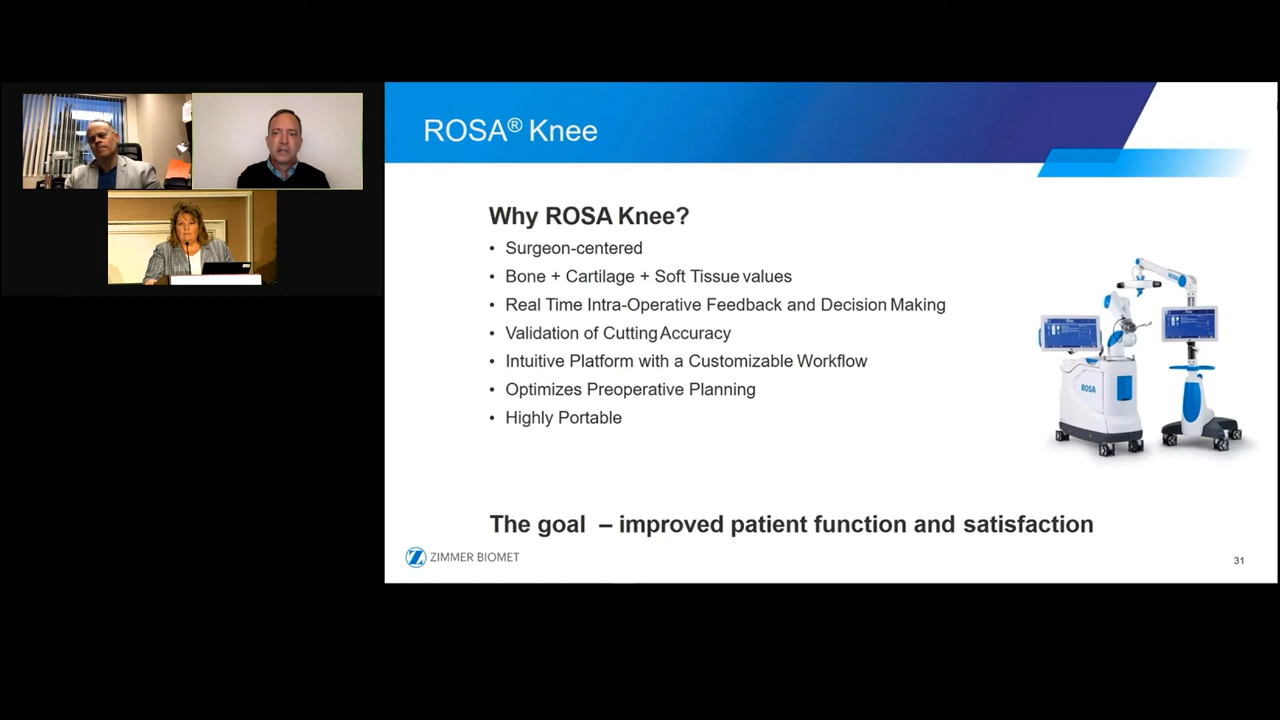 ROSA® Knee
Why ROSA Knee?
• Surgeon-centered
• Bone + Cartilage + Soft Tissue values
• Real Time Intra-Operative Feedback and Decision Making
• Validation of Cutting Accuracy
• Intuitive Platform with a Customizable Workflow
• Optimizes Preoperative Planning
• Highly Portable
ROSA
ROSA
The goal – improved patient function and satisfaction
ZIMMER BIOMET
31